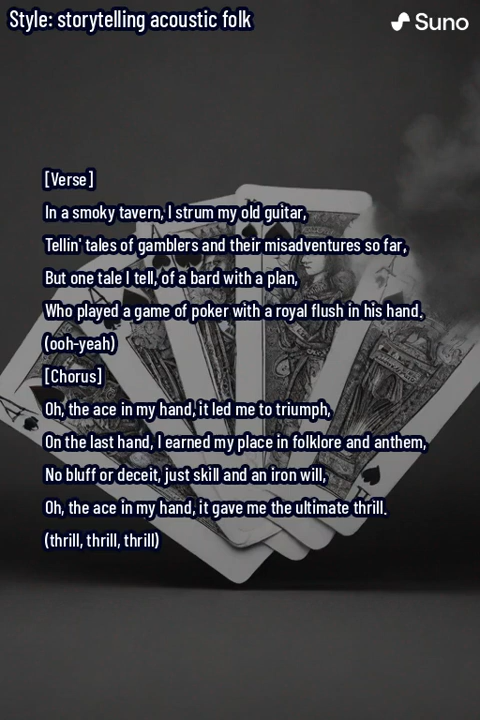 Style: storytelling acoustic folk
Suno
[Verse]
In a smoky tavern, I strum my old guitar,
Tellin' tales of gamblers and their misadventures so far,
But one tale I tell, of a bard with a plan,
Who played a game of poker with a royal flush in his hand.
(ooh-yeah)
[Chorus]
Oh, the ace in my hand, it led me to triumph,
On the last hand, I earned my place in folklore and anthem,
No bluff or deceit, just skill and an iron will,
Oh, the ace in my hand, it gave me the ultimate thrill.
(thrill, thrill, thrill)
A
A